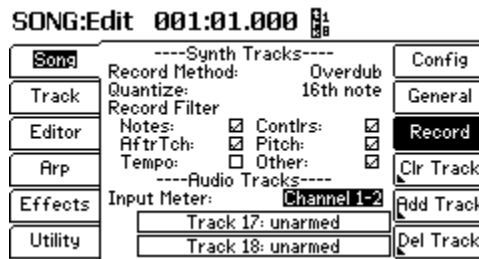 SONG:Edit 001:01.000
Song
Track
Editor
Arp
Effects
Utility
----Synth Tracks----
Record Method: Overdub
Quantize: 16th note
Record Filter
Notes: Contlrs:
AftrTch: Pitch:
Tempo: Other:
----Audio Tracks----
Input Meter: Channel 1-2
Track 17: unarmed
Track 18: unarmed
Config
General
Record
Clr Track
Add Track
Del Track